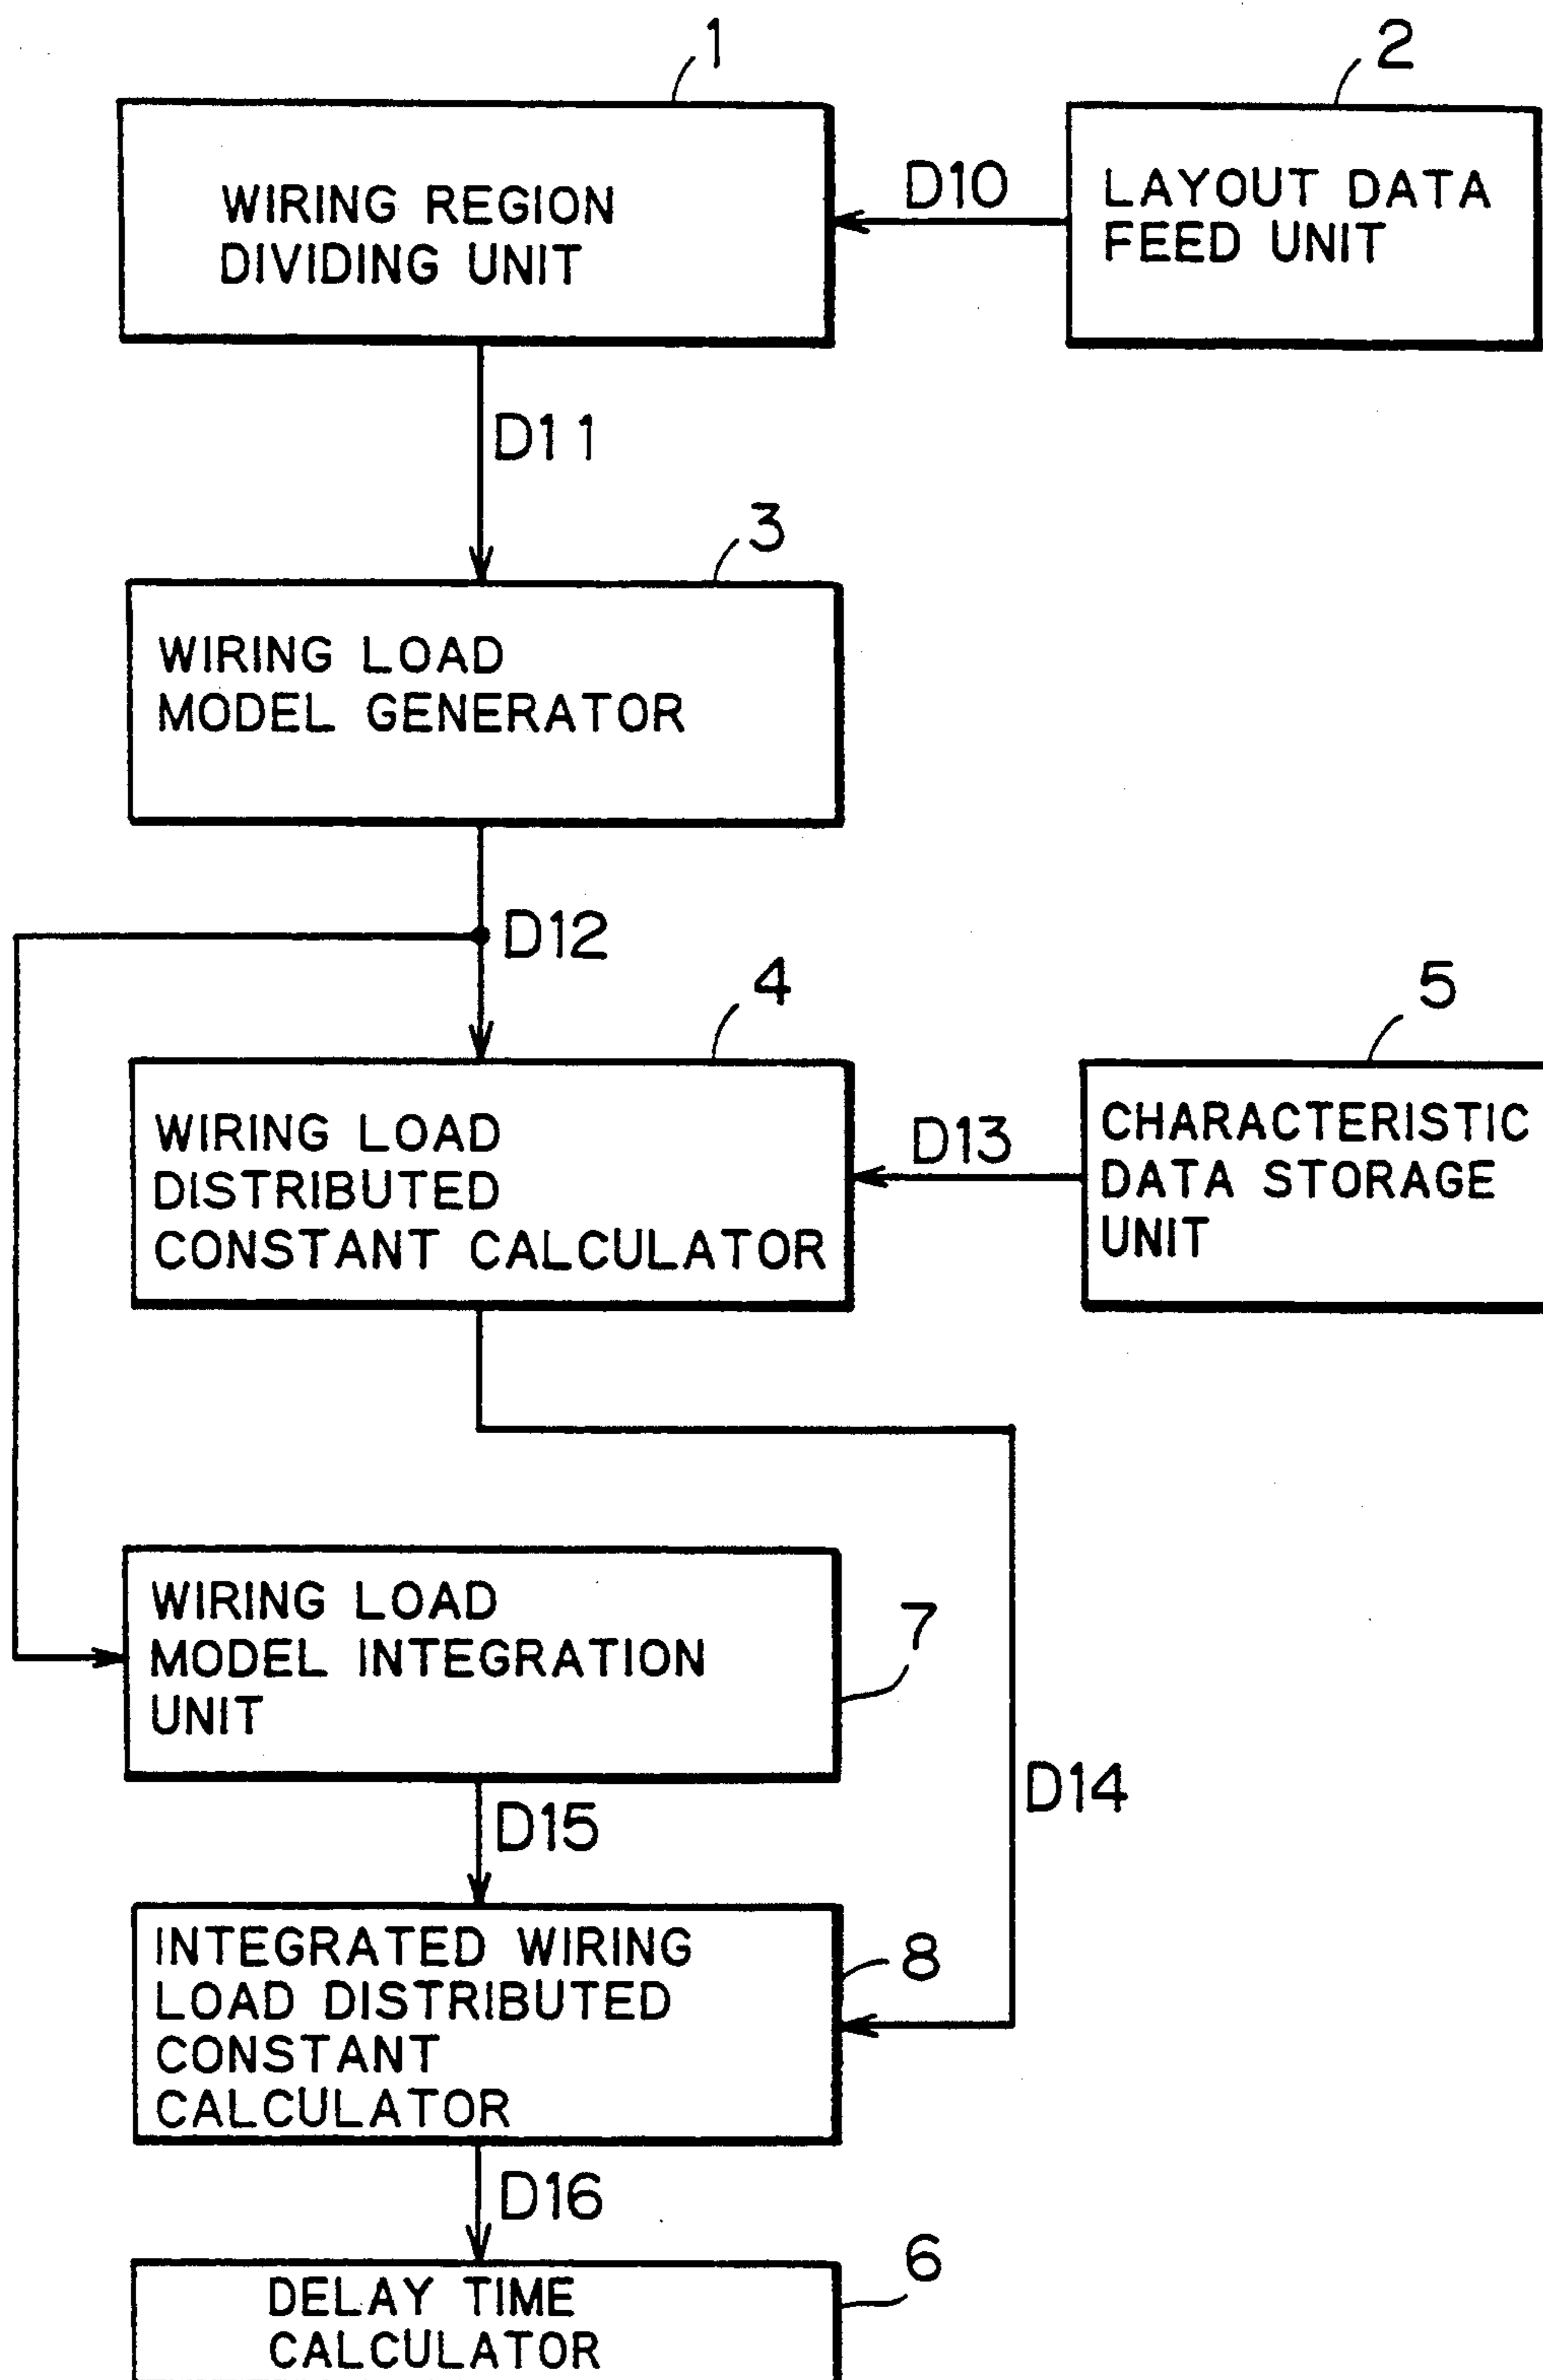 1
2
WIRING REGION
DIVIDING UNIT
D10
LAYOUT DATA
FEED UNIT
D11
3
WIRING LOAD
MODEL GENERATOR
D12
4
5
WIRING LOAD
DISTRIBUTED
CONSTANT CALCULATOR
D13
CHARACTERISTIC
DATA STORAGE
UNIT
WIRING LOAD
MODEL INTEGRATION
UNIT
7
D14
D15
INTEGRATED WIRING
LOAD DISTRIBUTED
CONSTANT
CALCULATOR
8
D16
6
DELAY TIME
CALCULATOR